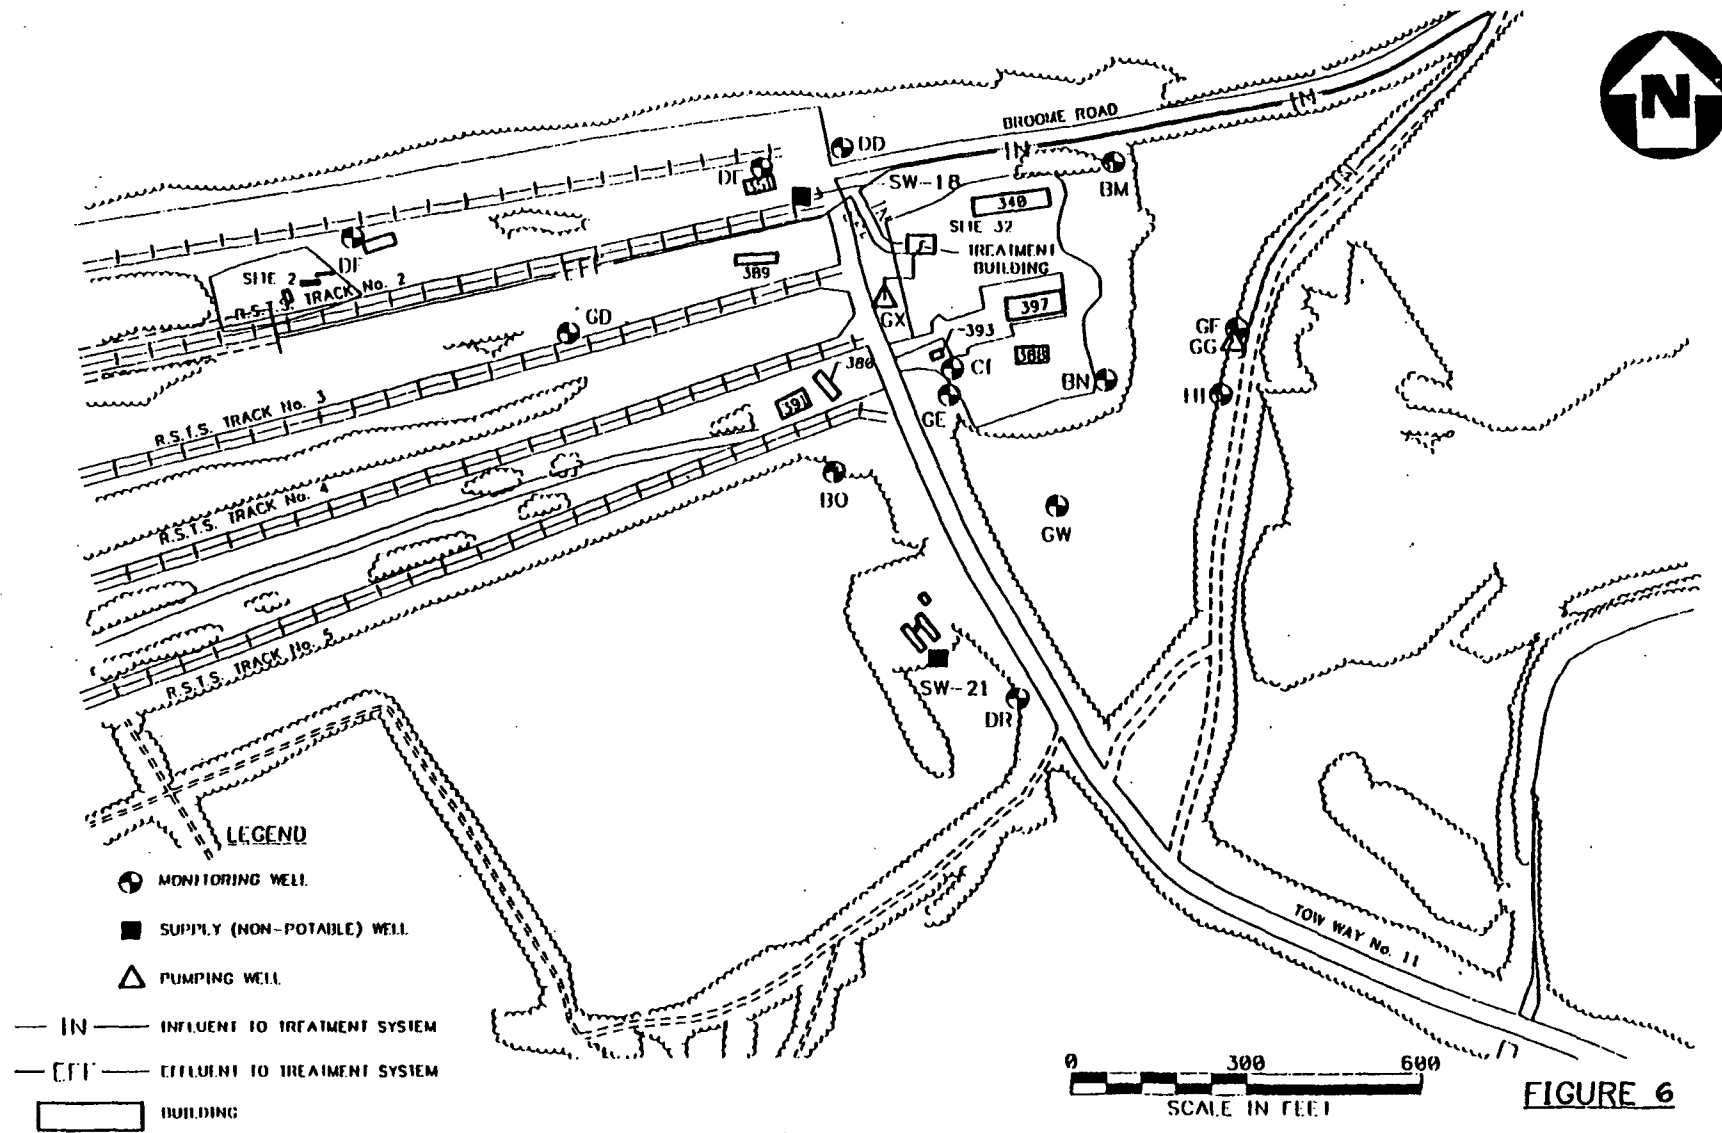 N
BROOME ROAD
IN
IN
IN
DD
BM
SW-18
340
SITE 32
TREATMENT
BUILDING
389
EFF
SITE 2
R.S.T.S. TRACK No. 2
GD
GX
397
393
388
CI
BN
GE
GF
GG
HI
380
391
R.S.T.S. TRACK No. 3
R.S.T.S. TRACK No. 4
R.S.T.S. TRACK No. 5
BO
GW
SW-21
DR
TOW WAY No. 11
LEGEND
MONITORING WELL
SUPPLY (NON-POTABLE) WELL
PUMPING WELL
IN INFLUENT TO TREATMENT SYSTEM
EFF EFFLUENT TO TREATMENT SYSTEM
BUILDING
0 300 600
SCALE IN FEET
FIGURE 6